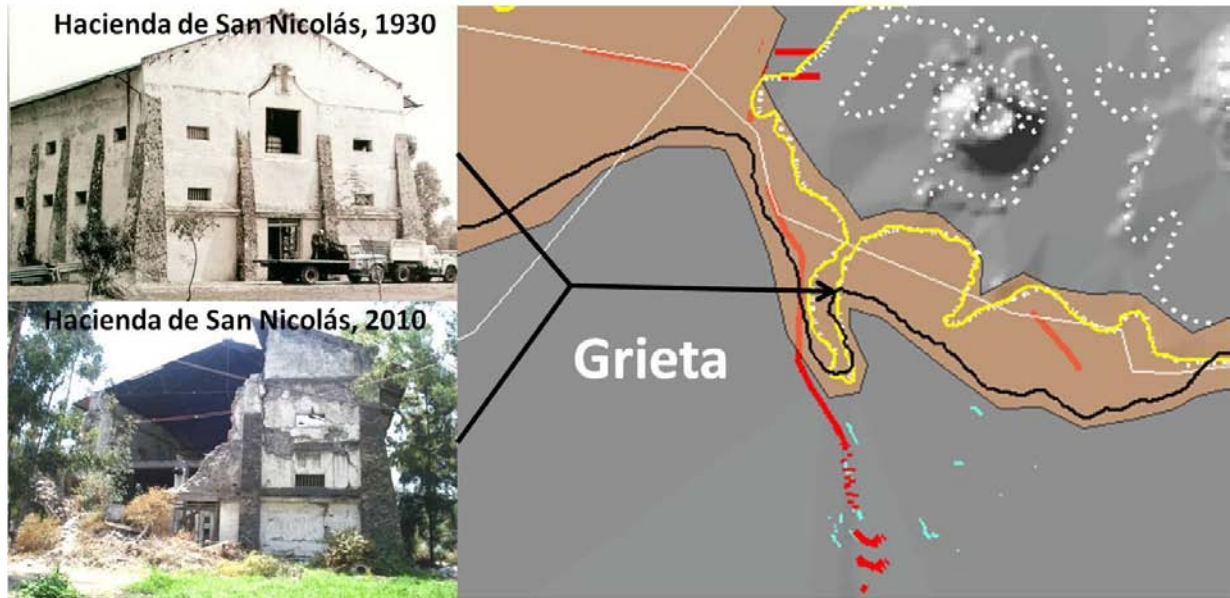 Hacienda de San Nicolás, 1930
Hacienda de San Nicolás, 2010
Grieta